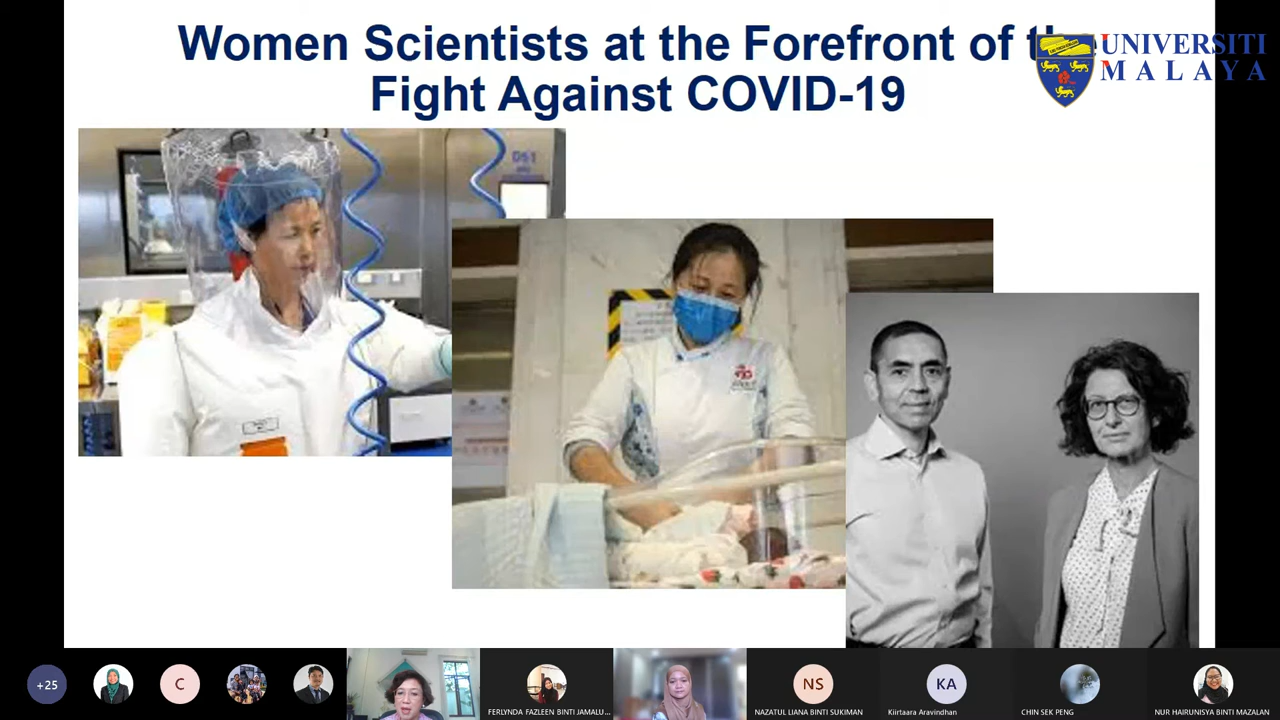 Women Scientists at the Forefront of the
Fight Against COVID-19
UNIVERSITI
MALAYA
+25
C
FERLYNDA FAZLEEN BINTI JAMALU...
NS
NAZATUL LIANA BINTI SUKIMAN
KA
Kiirtaara Aravindhan
CHIN SEK PENG
NUR HAIRUNISYA BINTI MAZALAN